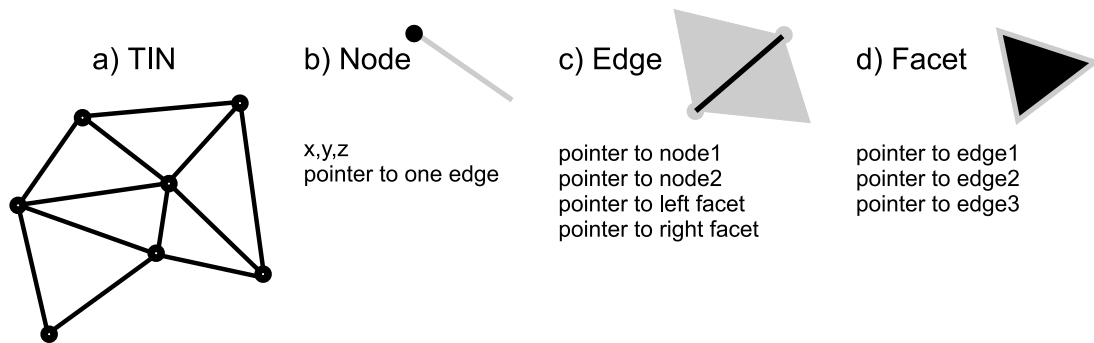 a) TIN
b) Node
x,y,z
pointer to one edge
c) Edge
pointer to node1
pointer to node2
pointer to left facet
pointer to right facet
d) Facet
pointer to edge1
pointer to edge2
pointer to edge3